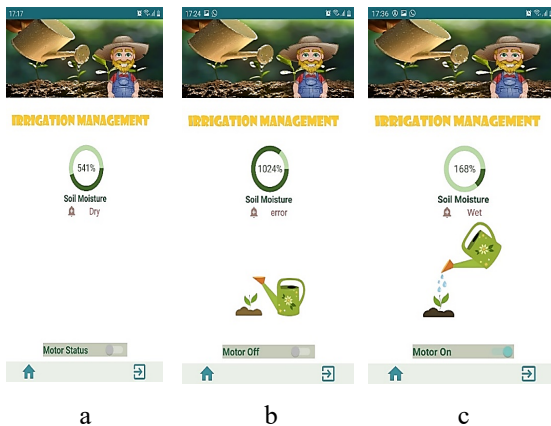 17.17
IRRIGATION MANAGEMENT
541%
Soil Moisture
Dry
Motor Status
a
17.24
IRRIGATION MANAGEMENT
1024%
Soil Moisture
error
Motor Off
b
17.36
IRRIGATION MANAGEMENT
168%
Soil Moisture
Wet
Motor On
c